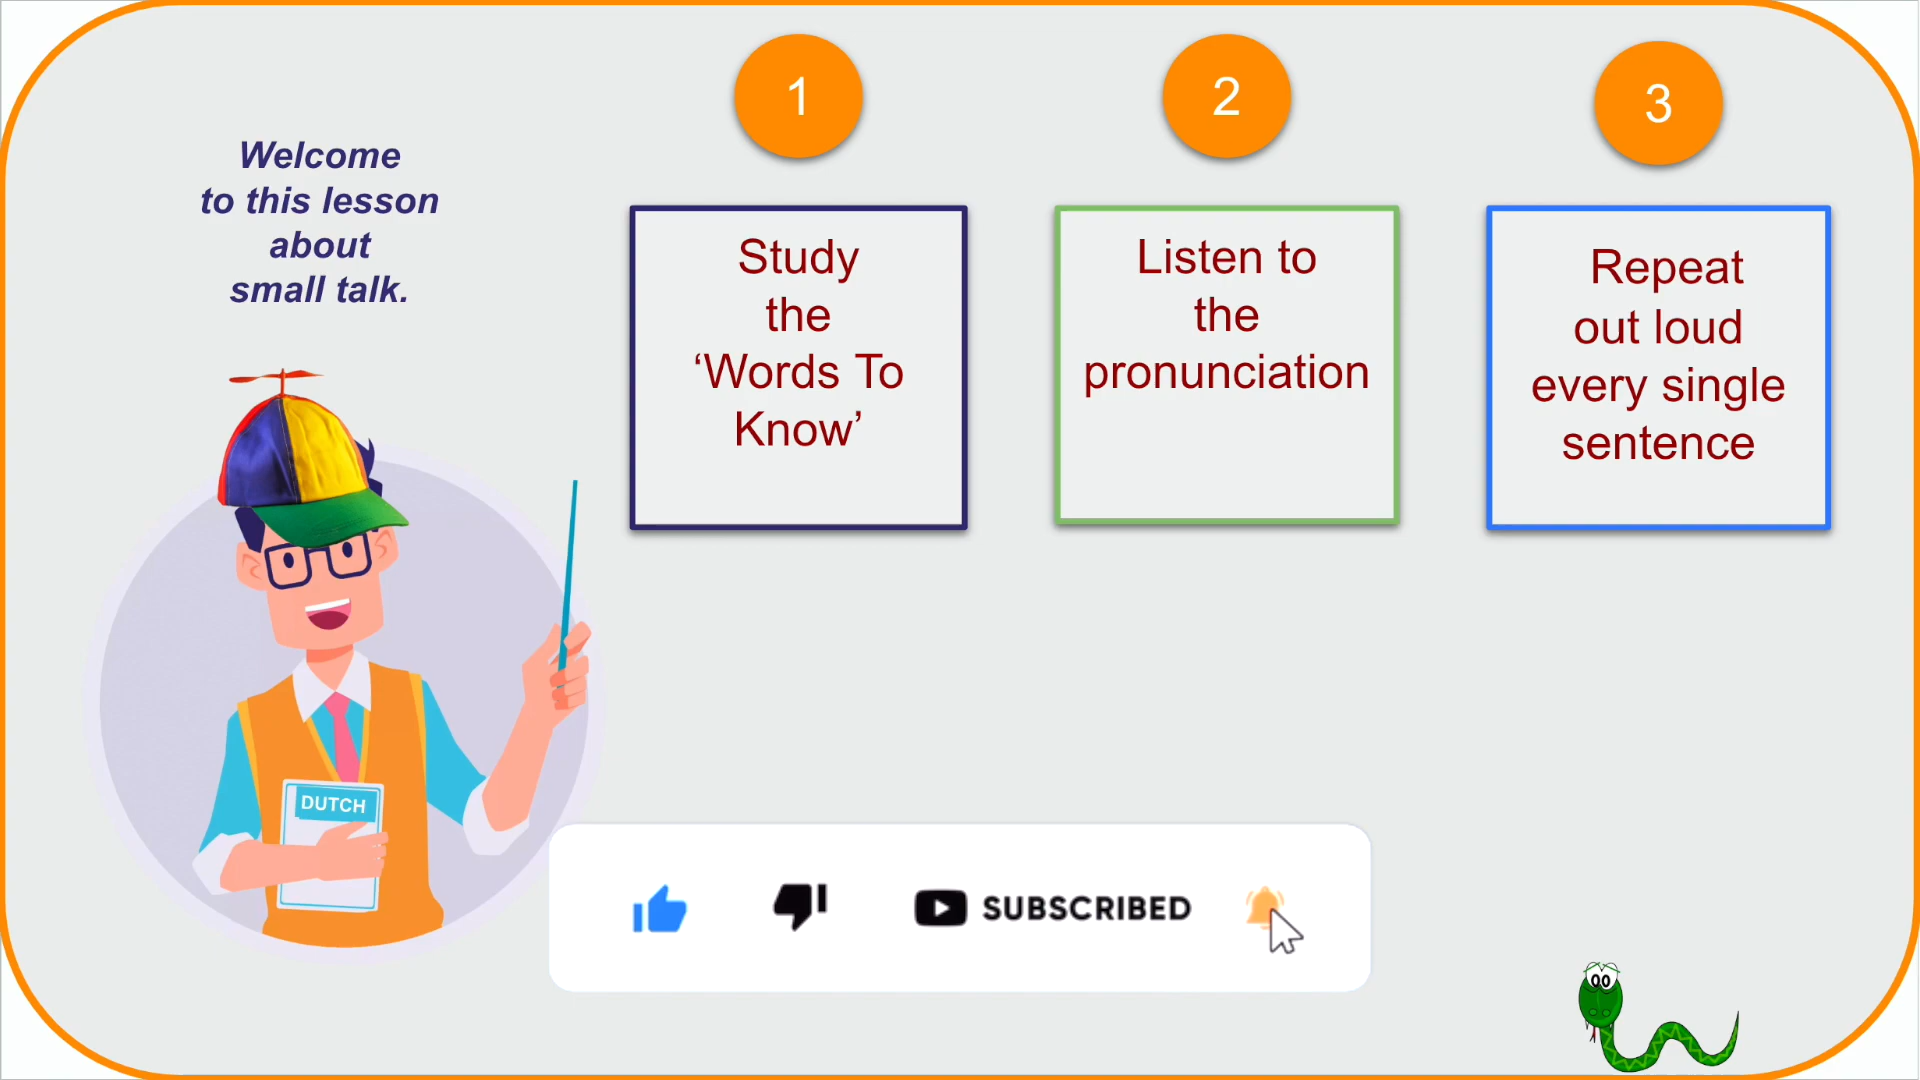 Welcome
to this lesson
about
small talk.
1
Study
the
‘Words To
Know’
2
Listen to
the
pronunciation
3
Repeat
out loud
every single
sentence
DUTCH
SUBSCRIBED